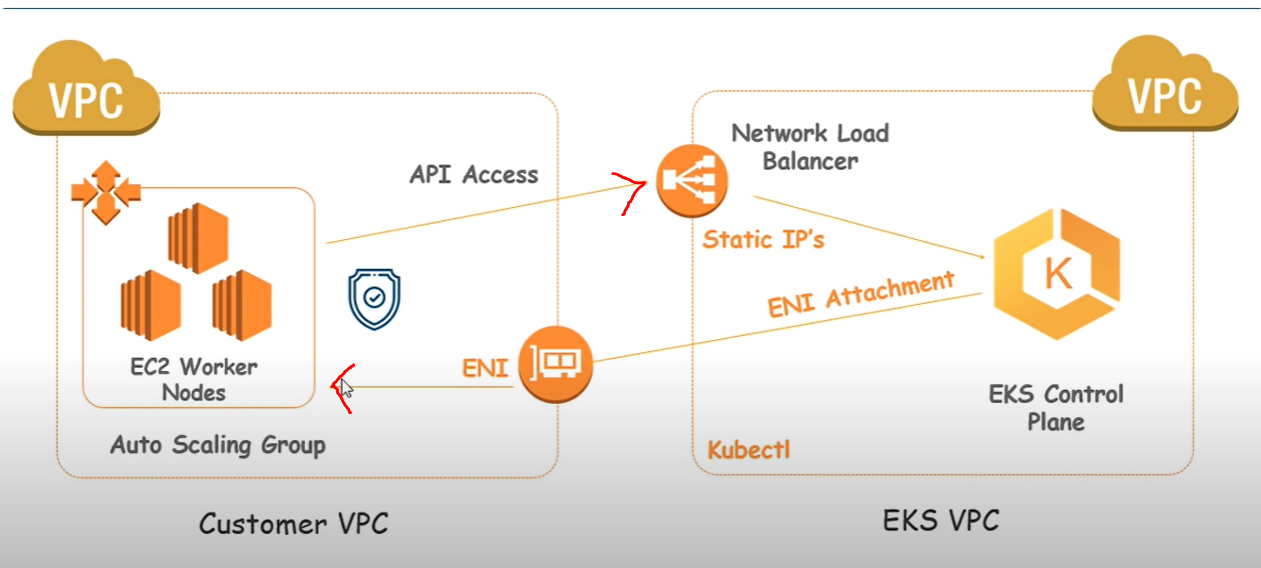 VPC
VPC
Network Load
Balancer
API Access
Static IP's
ENI Attachment
ENI
EC2 Worker
Nodes
EKS Control
Plane
Auto Scaling Group
Kubectl
K
Customer VPC
EKS VPC